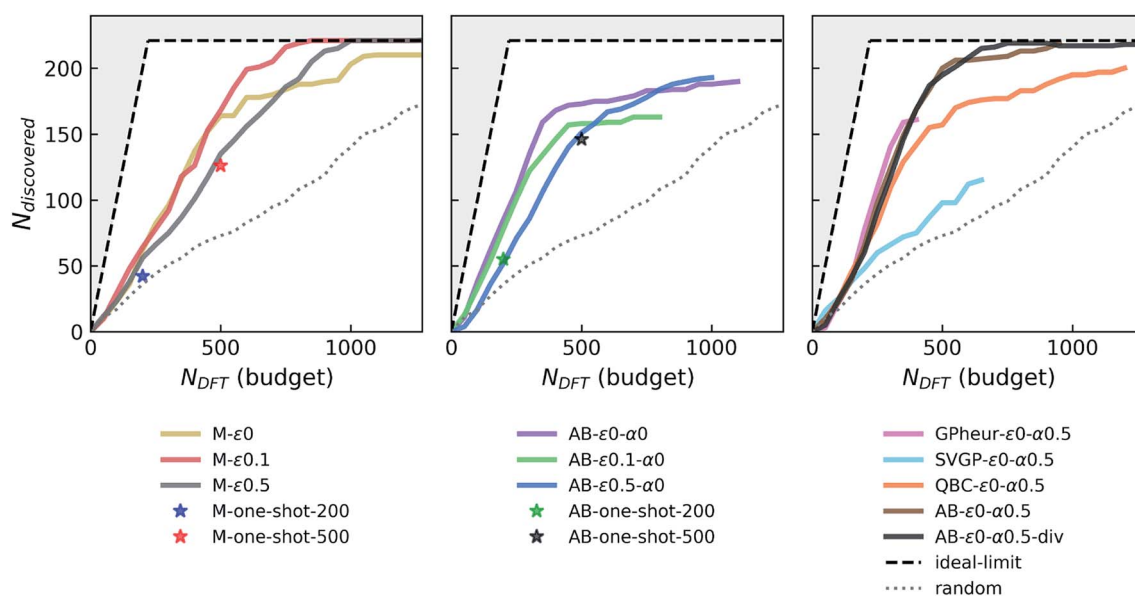 200
150
100
50
0
N_discovered
0 500 1000
0 500 1000
0 500 1000
N_DFT (budget)
N_DFT (budget)
N_DFT (budget)
M-ε0
M-ε0.1
M-ε0.5
M-one-shot-200
M-one-shot-500
AB-ε0-α0
AB-ε0.1-α0
AB-ε0.5-α0
AB-one-shot-200
AB-one-shot-500
GPheur-ε0-α0.5
SVGP-ε0-α0.5
QBC-ε0-α0.5
AB-ε0-α0.5
AB-ε0-α0.5-div
ideal-limit
random